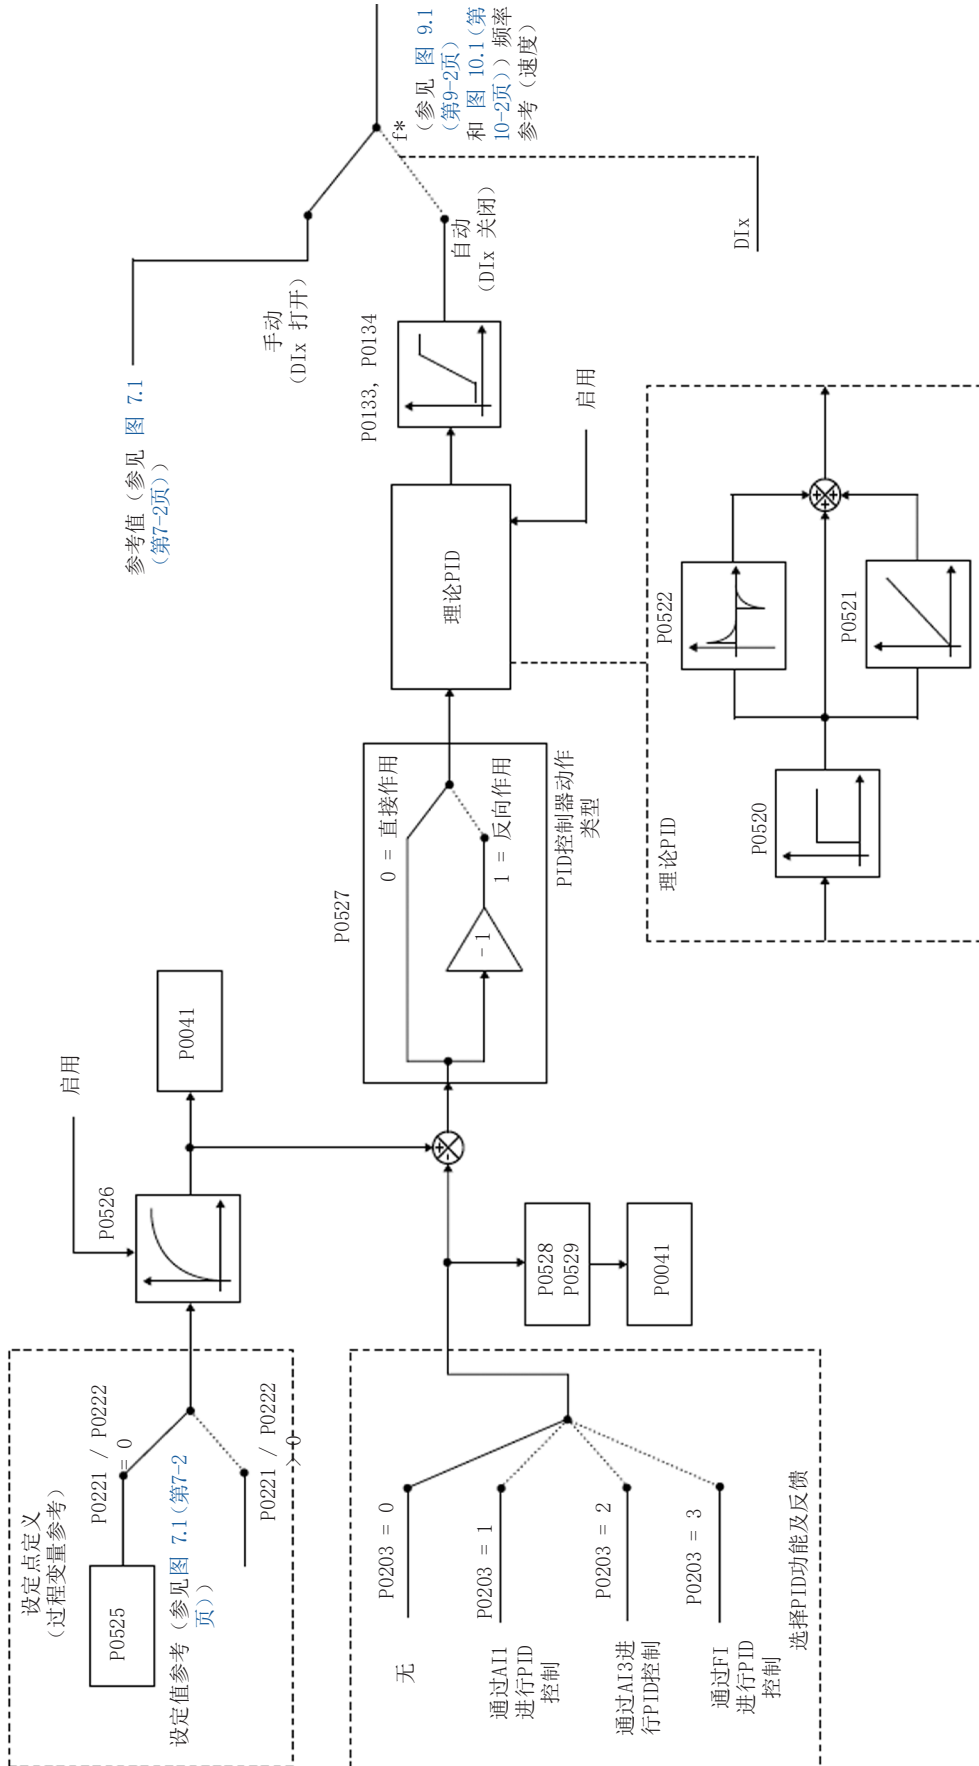 设定点定义
(过程变量参考)
P0525
P0221 / P0222
= 0
设定值参考 (参见图 7.1(第7-2
页))
P0221 / P0222
> 0
P0526
启用
P0041
无
P0203 = 0
通过AI1
进行PID
控制
P0203 = 1
通过AI3进
行PID控制
P0203 = 2
通过FI
进行PID
控制
P0203 = 3
选择PID功能及反馈
P0528
P0529
P0041
+
-
P0527
0 = 直接作用
- 1
1 = 反向作用
PID控制器动作
类型
理论PID
启用
P0133, P0134
参考值 (参见 图 7.1
(第7-2页))
手动
(DIx 打开)
自动
(DIx 关闭)
f*
(参见 图 9.1
(第9-2页)
和 图 10.1(第
10-2页)) 频率
参考 (速度)
DIx
理论PID
P0520
P0522
P0521
+
+
+